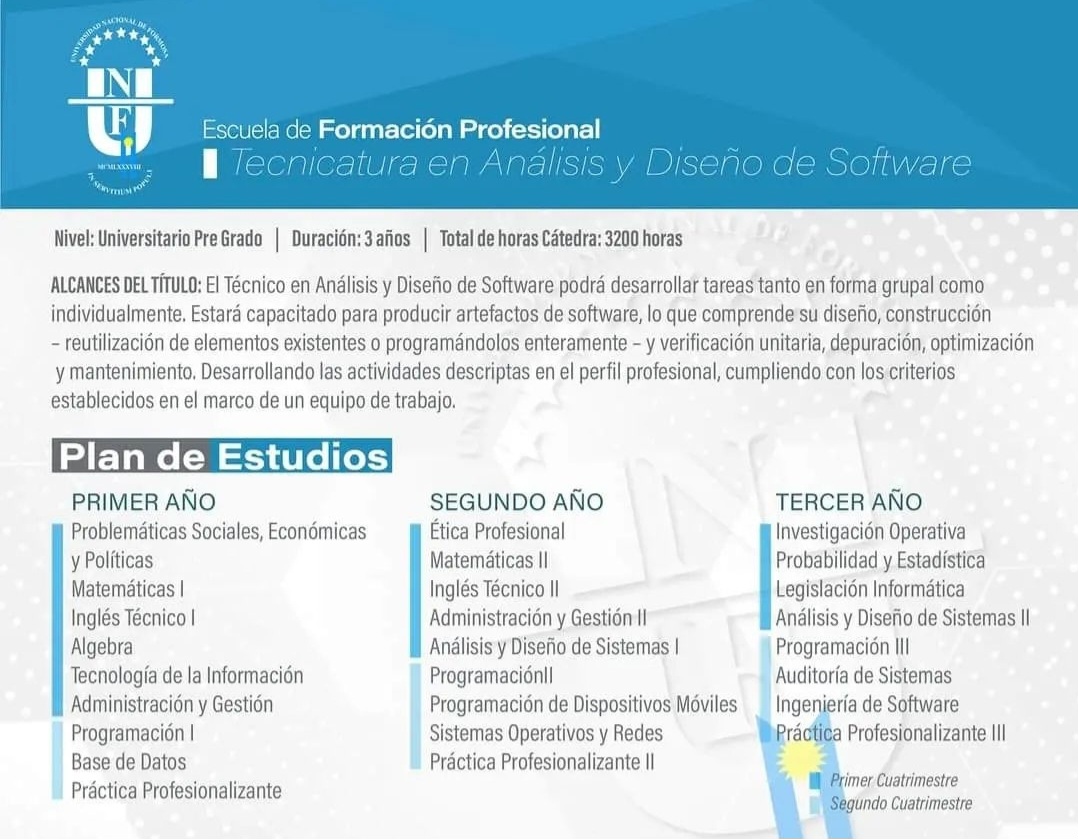 UNIVERSIDAD NACIONAL DE FORMOSA
N
U
F
MCMLXXXVIII
IN SERVITIUM POPULI
Escuela de Formación Profesional
Tecnicatura en Análisis y Diseño de Software
Nivel: Universitario Pre Grado | Duración: 3 años | Total de horas Cátedra: 3200 horas
ALCANCES DEL TÍTULO: El Técnico en Análisis y Diseño de Software podrá desarrollar tareas tanto en forma grupal como
individualmente. Estará capacitado para producir artefactos de software, lo que comprende su diseño, construcción
– reutilización de elementos existentes o programándolos enteramente – y verificación unitaria, depuración, optimización
y mantenimiento. Desarrollando las actividades descriptas en el perfil profesional, cumpliendo con los criterios
establecidos en el marco de un equipo de trabajo.
Plan de Estudios
PRIMER AÑO
Problemáticas Sociales, Económicas
y Políticas
Matemáticas I
Inglés Técnico I
Algebra
Tecnología de la Información
Administración y Gestión
Programación I
Base de Datos
Práctica Profesionalizante
SEGUNDO AÑO
Ética Profesional
Matemáticas II
Inglés Técnico II
Administración y Gestión II
Análisis y Diseño de Sistemas I
ProgramaciónII
Programación de Dispositivos Móviles
Sistemas Operativos y Redes
Práctica Profesionalizante II
TERCER AÑO
Investigación Operativa
Probabilidad y Estadística
Legislación Informática
Análisis y Diseño de Sistemas II
Programación III
Auditoría de Sistemas
Ingeniería de Software
Práctica Profesionalizante III
Primer Cuatrimestre
Segundo Cuatrimestre